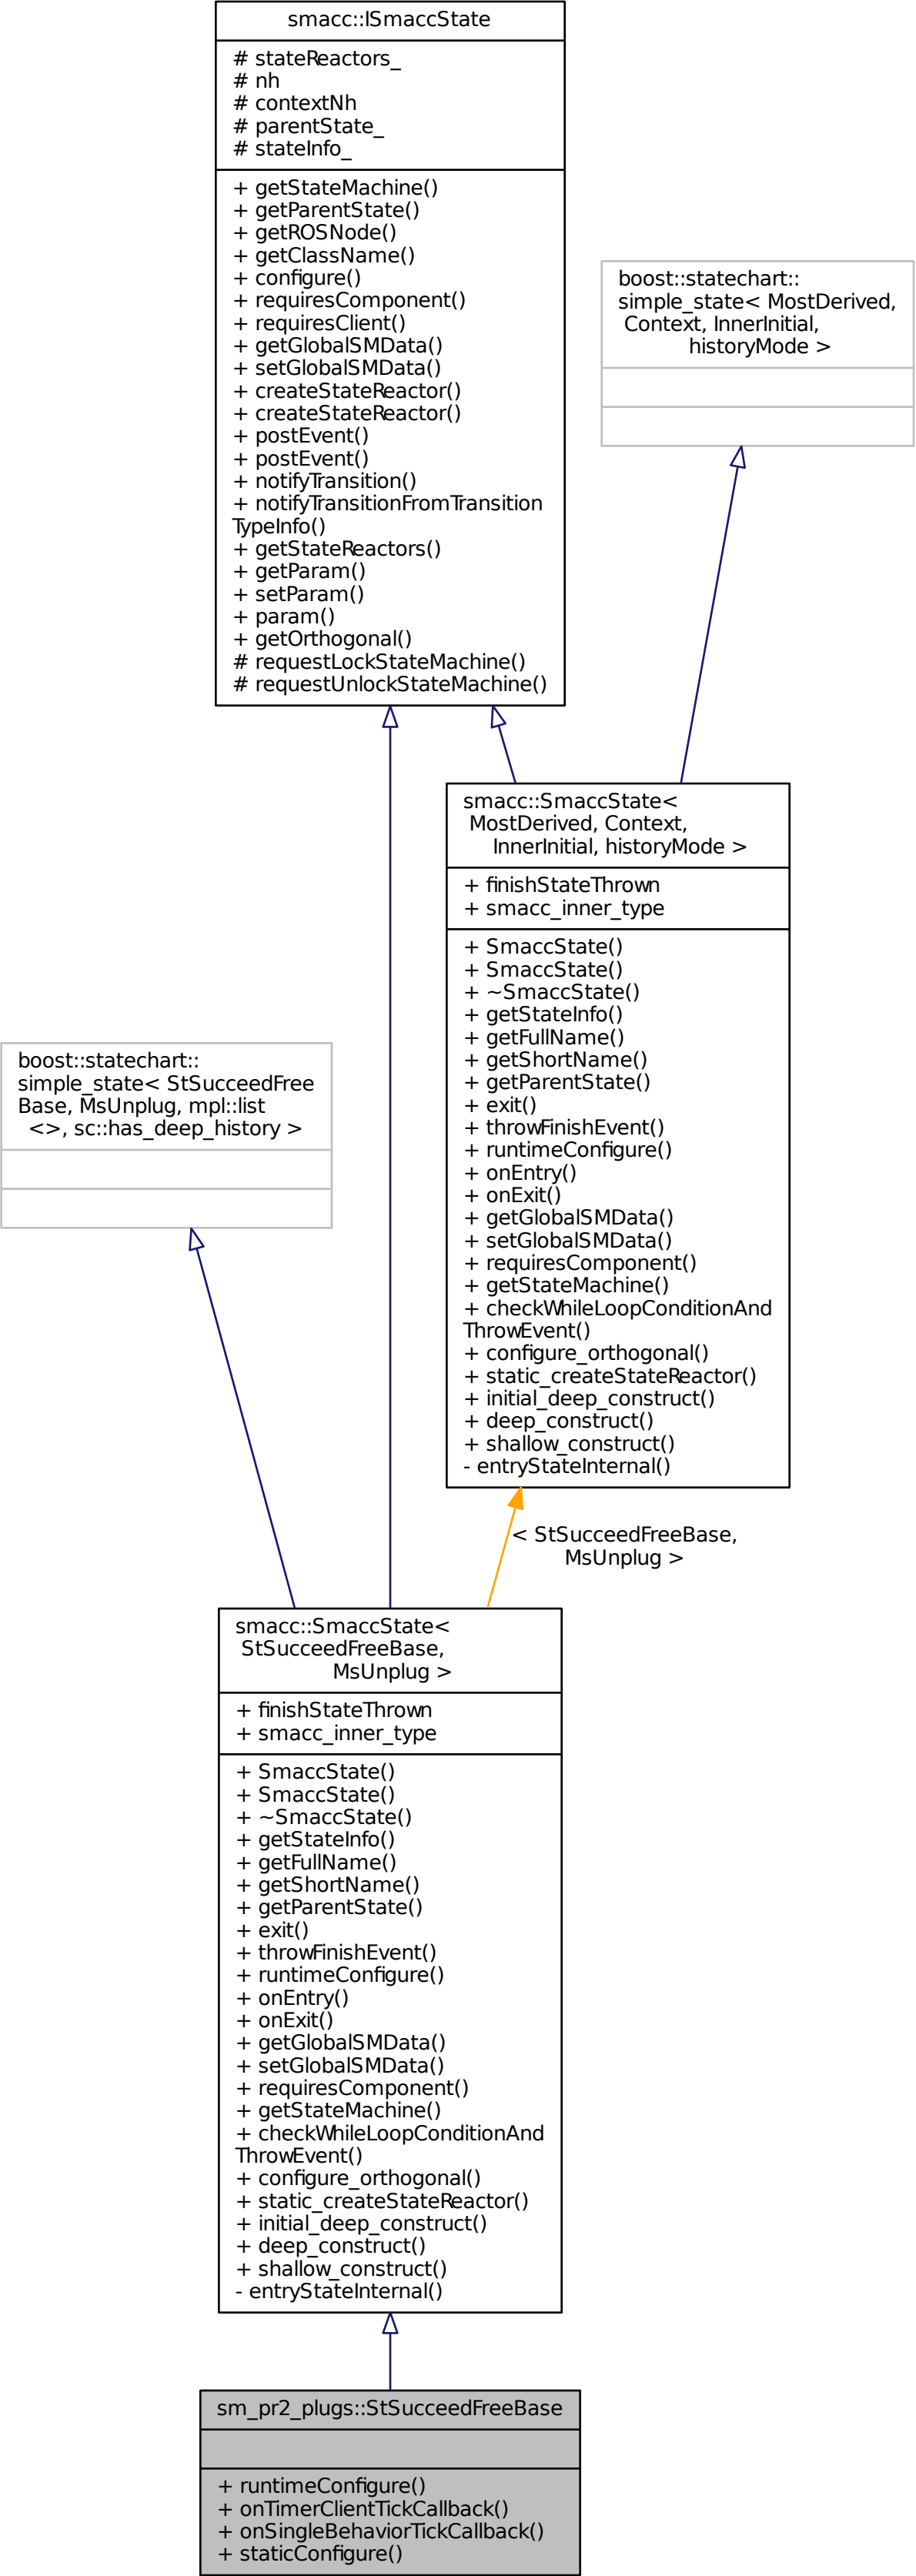 smacc::ISmaccState
# stateReactors_
# nh
# contextNh
# parentState_
# stateInfo_
+ getStateMachine()
+ getParentState()
+ getROSNode()
+ getClassName()
+ configure()
+ requiresComponent()
+ requiresClient()
+ getGlobalSMData()
+ setGlobalSMData()
+ createStateReactor()
+ createStateReactor()
+ postEvent()
+ postEvent()
+ notifyTransition()
+ notifyTransitionFromTransition
TypeInfo()
+ getStateReactors()
+ getParam()
+ setParam()
+ param()
+ getOrthogonal()
# requestLockStateMachine()
# requestUnlockStateMachine()
boost::statechart::
simple_state< MostDerived,
Context, InnerInitial,
historyMode >
smacc::SmaccState<
MostDerived, Context,
InnerInitial, historyMode >
+ finishStateThrown
+ smacc_inner_type
+ SmaccState()
+ SmaccState()
+ ~SmaccState()
+ getStateInfo()
+ getFullName()
+ getShortName()
+ getParentState()
+ exit()
+ throwFinishEvent()
+ runtimeConfigure()
+ onEntry()
+ onExit()
+ getGlobalSMData()
+ setGlobalSMData()
+ requiresComponent()
+ getStateMachine()
+ checkWhileLoopConditionAnd
ThrowEvent()
+ configure_orthogonal()
+ static_createStateReactor()
+ initial_deep_construct()
+ deep_construct()
+ shallow_construct()
- entryStateInternal()
boost::statechart::
simple_state< StSucceedFree
Base, MsUnplug, mpl::list
<>, sc::has_deep_history >
< StSucceedFreeBase,
MsUnplug >
smacc::SmaccState<
StSucceedFreeBase,
MsUnplug >
+ finishStateThrown
+ smacc_inner_type
+ SmaccState()
+ SmaccState()
+ ~SmaccState()
+ getStateInfo()
+ getFullName()
+ getShortName()
+ getParentState()
+ exit()
+ throwFinishEvent()
+ runtimeConfigure()
+ onEntry()
+ onExit()
+ getGlobalSMData()
+ setGlobalSMData()
+ requiresComponent()
+ getStateMachine()
+ checkWhileLoopConditionAnd
ThrowEvent()
+ configure_orthogonal()
+ static_createStateReactor()
+ initial_deep_construct()
+ deep_construct()
+ shallow_construct()
- entryStateInternal()
sm_pr2_plugs::StSucceedFreeBase
+ runtimeConfigure()
+ onTimerClientTickCallback()
+ onSingleBehaviorTickCallback()
+ staticConfigure()